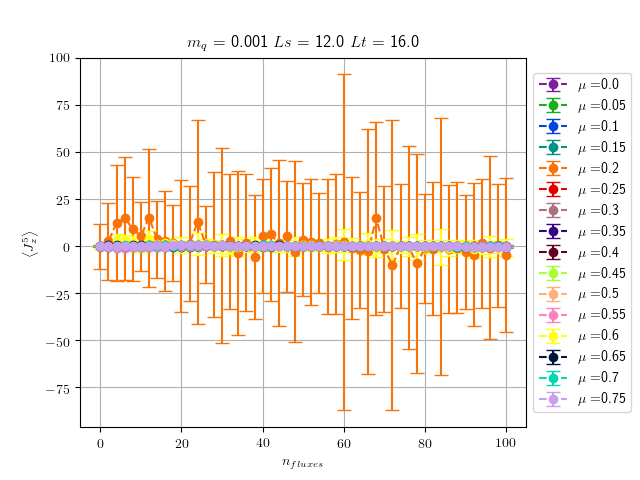 m_q = 0.001 Ls = 12.0 Lt = 16.0
⟨J_z^5⟩
100
75
50
25
0
−25
−50
−75
0 20 40 60 80 100
n_{fluxes}
μ =0.0
μ =0.05
μ =0.1
μ =0.15
μ =0.2
μ =0.25
μ =0.3
μ =0.35
μ =0.4
μ =0.45
μ =0.5
μ =0.55
μ =0.6
μ =0.65
μ =0.7
μ =0.75